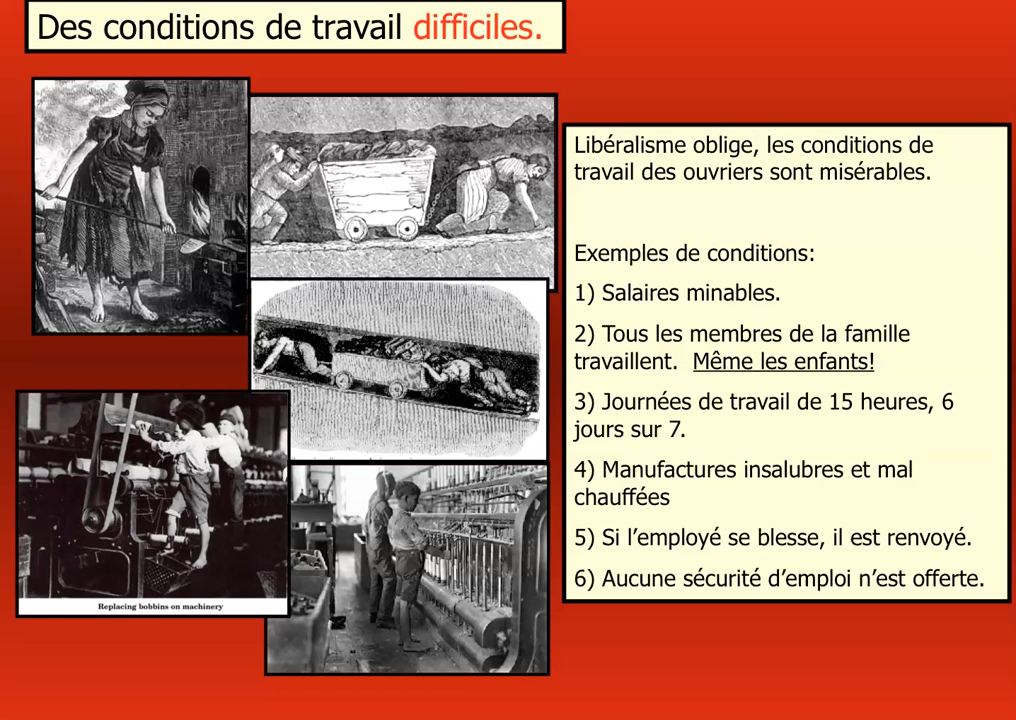 Des conditions de travail difficiles.
Libéralisme oblige, les conditions de
travail des ouvriers sont misérables.
Exemples de conditions:
1) Salaires minables.
2) Tous les membres de la famille
travaillent. Même les enfants!
3) Journées de travail de 15 heures, 6
jours sur 7.
4) Manufactures insalubres et mal
chauffées
5) Si l’employé se blesse, il est renvoyé.
6) Aucune sécurité d’emploi n’est offerte.
Replacing bobbins on machinery